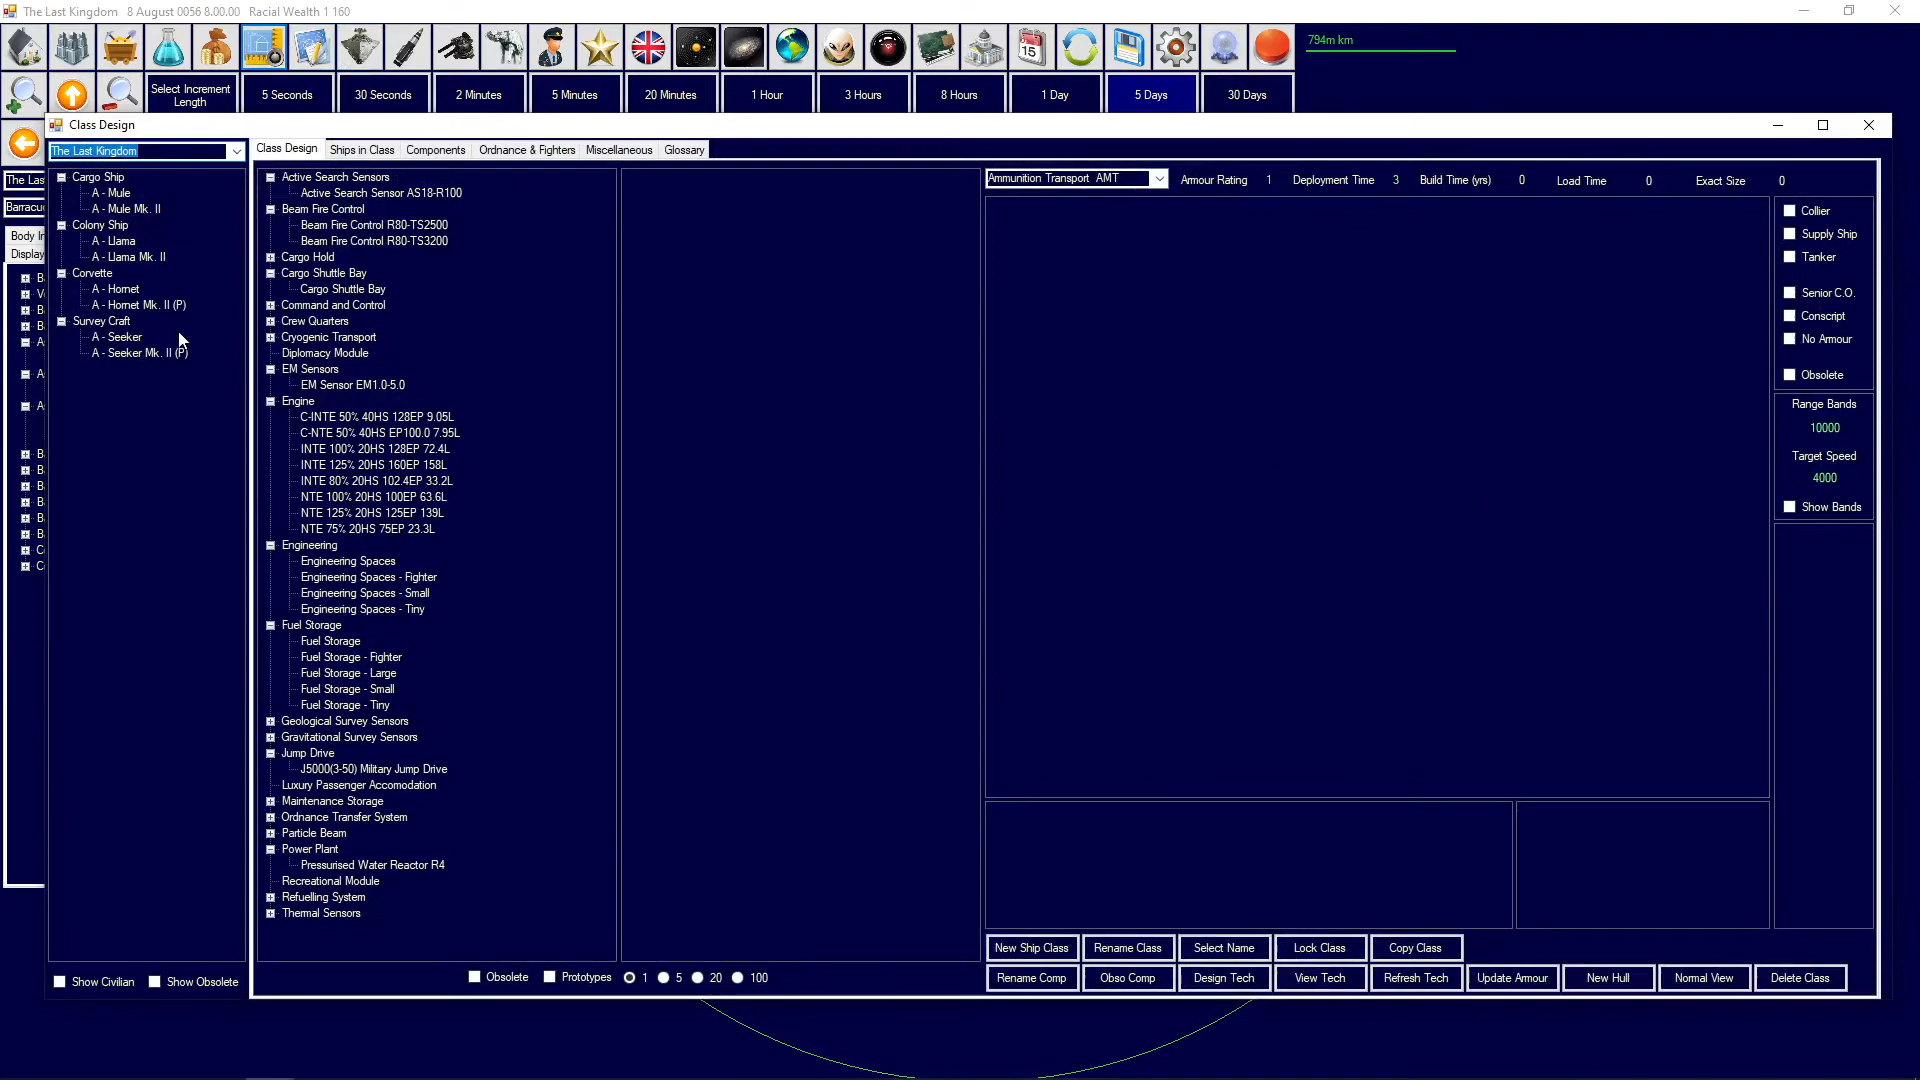 The Last Kingdom   8 August 0056 8.00.00   Racial Wealth 1 160
15
794m km
Select Increment Length
5 Seconds
30 Seconds
2 Minutes
5 Minutes
20 Minutes
1 Hour
3 Hours
8 Hours
1 Day
5 Days
30 Days
Class Design
The Las
Barracu
Body In
Display
B
V
B
B
A
A
A
B
B
B
B
B
B
C
C
The Last Kingdom
Cargo Ship
A - Mule
A - Mule Mk. II
Colony Ship
A - Llama
A - Llama Mk. II
Corvette
A - Hornet
A - Hornet Mk. II (P)
Survey Craft
A - Seeker
A - Seeker Mk. II (P)
Show Civilian
Show Obsolete
Class Design
Ships in Class
Components
Ordnance & Fighters
Miscellaneous
Glossary
Active Search Sensors
Active Search Sensor AS18-R100
Beam Fire Control
Beam Fire Control R80-TS2500
Beam Fire Control R80-TS3200
Cargo Hold
Cargo Shuttle Bay
Cargo Shuttle Bay
Command and Control
Crew Quarters
Cryogenic Transport
Diplomacy Module
EM Sensors
EM Sensor EM1.0-5.0
Engine
C-INTE 50% 40HS 128EP 9.05L
C-NTE 50% 40HS EP100.0 7.95L
INTE 100% 20HS 128EP 72.4L
INTE 125% 20HS 160EP 158L
INTE 80% 20HS 102.4EP 33.2L
NTE 100% 20HS 100EP 63.6L
NTE 125% 20HS 125EP 139L
NTE 75% 20HS 75EP 23.3L
Engineering
Engineering Spaces
Engineering Spaces - Fighter
Engineering Spaces - Small
Engineering Spaces - Tiny
Fuel Storage
Fuel Storage
Fuel Storage - Fighter
Fuel Storage - Large
Fuel Storage - Small
Fuel Storage - Tiny
Geological Survey Sensors
Gravitational Survey Sensors
Jump Drive
J5000(3-50) Military Jump Drive
Luxury Passenger Accomodation
Maintenance Storage
Ordnance Transfer System
Particle Beam
Power Plant
Pressurised Water Reactor R4
Recreational Module
Refuelling System
Thermal Sensors
Obsolete
Prototypes
1
5
20
100
Ammunition Transport  AMT
Armour Rating 1
Deployment Time 3
Build Time (yrs) 0
Load Time 0
Exact Size 0
Collier
Supply Ship
Tanker
Senior C.O.
Conscript
No Armour
Obsolete
Range Bands
10000
Target Speed
4000
Show Bands
New Ship Class
Rename Class
Select Name
Lock Class
Copy Class
Rename Comp
Obso Comp
Design Tech
View Tech
Refresh Tech
Update Armour
New Hull
Normal View
Delete Class